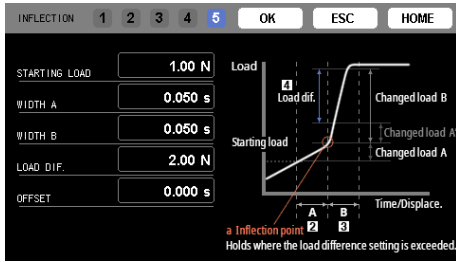 INFLECTION 1 2 3 4 5 OK ESC HOME
STARTING LOAD 1.00 N
WIDTH A 0.050 s
WIDTH B 0.050 s
LOAD DIF. 2.00 N
OFFSET 0.000 s
Load
4
Load dif.
Changed load B
Changed load A'
Starting load
Changed load A
Time/Displace.
A B
2 3
a Inflection point
Holds where the load difference setting is exceeded.